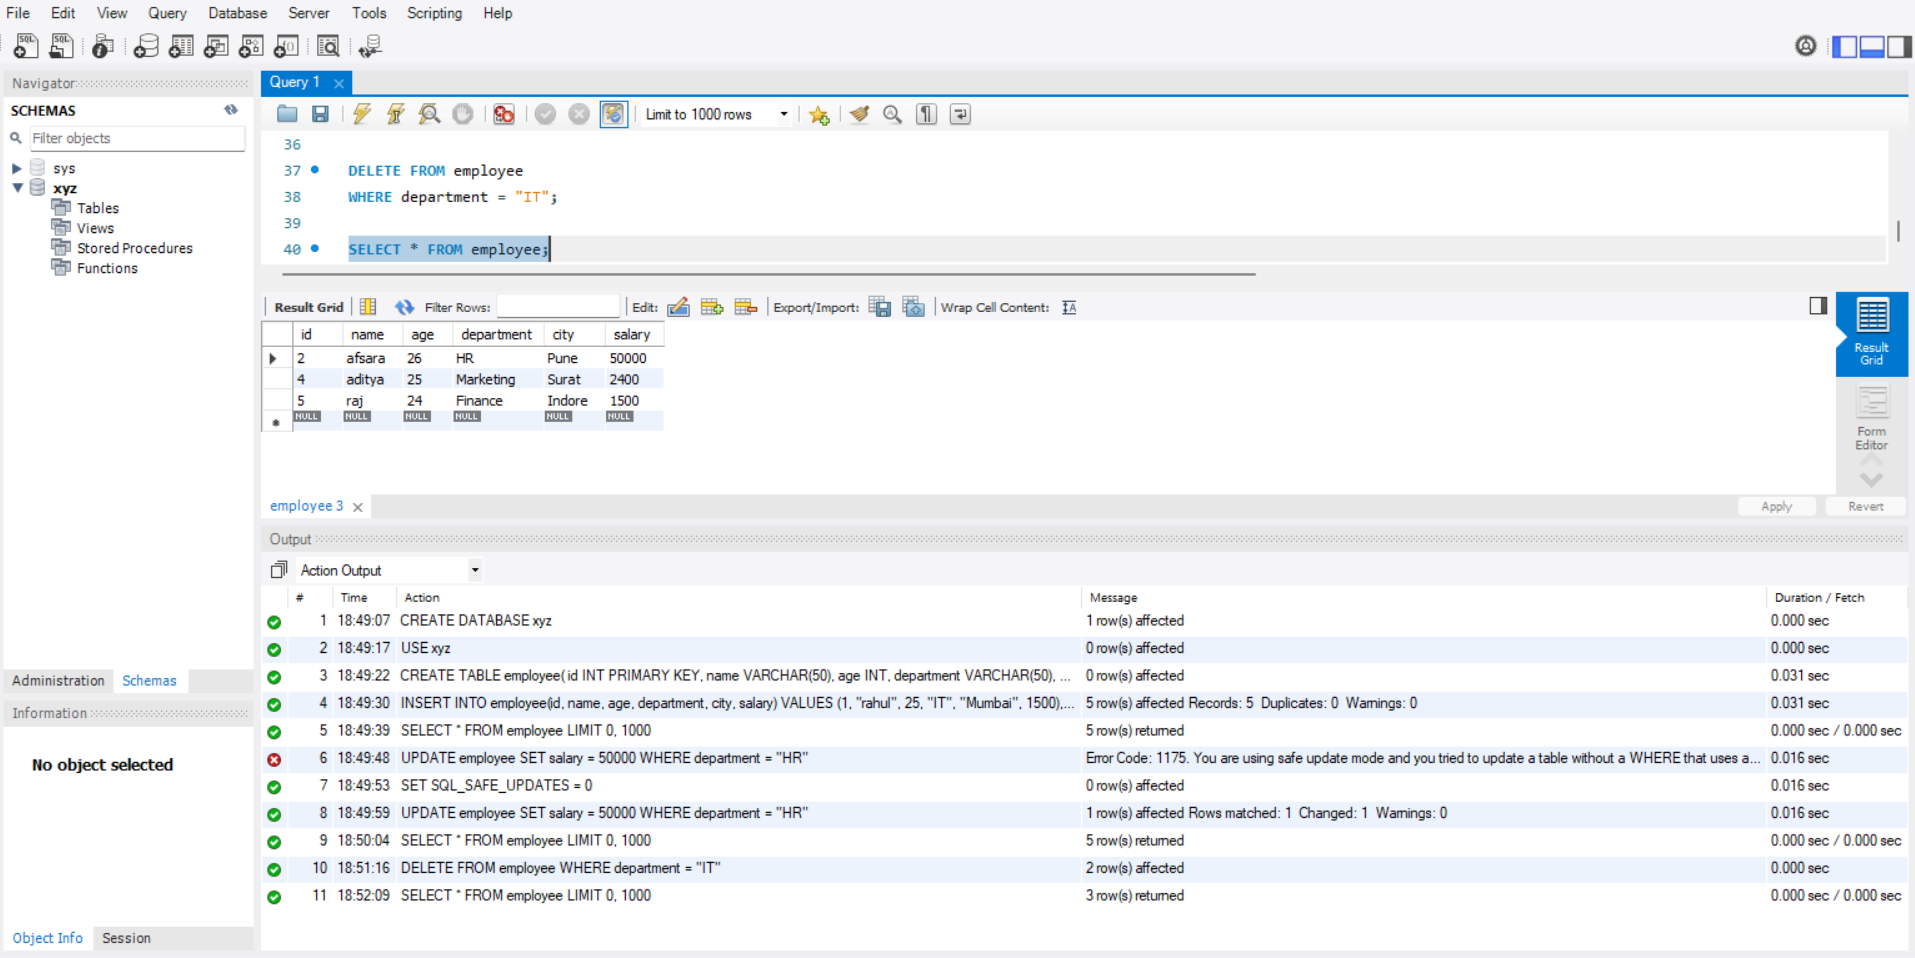 File Edit View Query Database Server Tools Scripting Help
Navigator
Query 1
SCHEMAS
Limit to 1000 rows
Filter objects
sys
xyz
Tables
Views
Stored Procedures
Functions
36
37 DELETE FROM employee
38 WHERE department = "IT";
39
40 SELECT * FROM employee;
Result Grid Filter Rows: Edit: Export/Import: Wrap Cell Content:
id name age department city salary
2 afsara 26 HR Pune 50000
4 aditya 25 Marketing Surat 2400
5 raj 24 Finance Indore 1500
NULL NULL NULL NULL NULL NULL
Result
Grid
Form
Editor
employee 3
Apply Revert
Output
Action Output
# Time Action Message Duration / Fetch
1 18:49:07 CREATE DATABASE xyz 1 row(s) affected 0.000 sec
2 18:49:17 USE xyz 0 row(s) affected 0.000 sec
3 18:49:22 CREATE TABLE employee( id INT PRIMARY KEY, name VARCHAR(50), age INT, department VARCHAR(50), ... 0 row(s) affected 0.031 sec
4 18:49:30 INSERT INTO employee(id, name, age, department, city, salary) VALUES (1, "rahul", 25, "IT", "Mumbai", 1500),... 5 row(s) affected Records: 5 Duplicates: 0 Warnings: 0 0.031 sec
5 18:49:39 SELECT * FROM employee LIMIT 0, 1000 5 row(s) returned 0.000 sec / 0.000 sec
6 18:49:48 UPDATE employee SET salary = 50000 WHERE department = "HR" Error Code: 1175. You are using safe update mode and you tried to update a table without a WHERE that uses a... 0.016 sec
7 18:49:53 SET SQL_SAFE_UPDATES = 0 0 row(s) affected 0.016 sec
8 18:49:59 UPDATE employee SET salary = 50000 WHERE department = "HR" 1 row(s) affected Rows matched: 1 Changed: 1 Warnings: 0 0.016 sec
9 18:50:04 SELECT * FROM employee LIMIT 0, 1000 5 row(s) returned 0.000 sec / 0.000 sec
10 18:51:16 DELETE FROM employee WHERE department = "IT" 2 row(s) affected 0.000 sec
11 18:52:09 SELECT * FROM employee LIMIT 0, 1000 3 row(s) returned 0.000 sec / 0.000 sec
Administration Schemas
Information
No object selected
Object Info Session